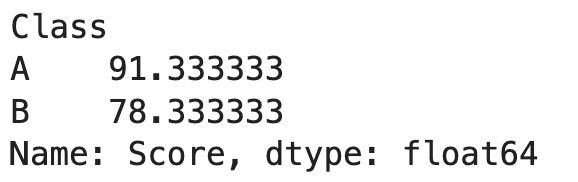 Class
A    91.333333
B    78.333333
Name: Score, dtype: float64